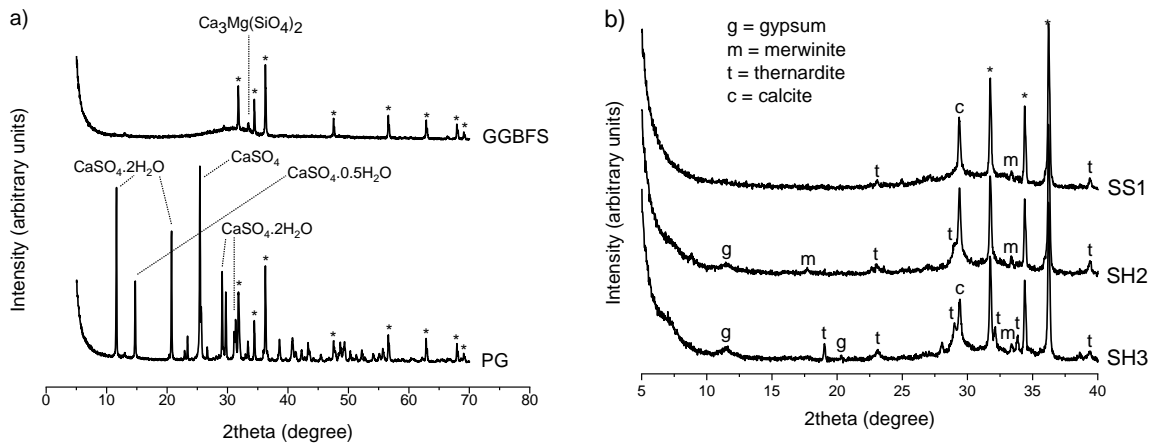 a)
Ca3Mg(SiO4)2
* * * * * * * *
GGBFS
CaSO4
CaSO4.2H2O
CaSO4.0.5H2O
CaSO4.2H2O
* * * * * * * *
PG
Intensity (arbitrary units)
0 10 20 30 40 50 60 70 80
2theta (degree)
b)
g = gypsum
m = merwinite
t = thernardite
c = calcite
*
* *
c
t m t
SS1
g m t t m t
SH2
c
g t g t t t m t t
SH3
Intensity (arbitrary units)
5 10 15 20 25 30 35 40
2theta (degree)